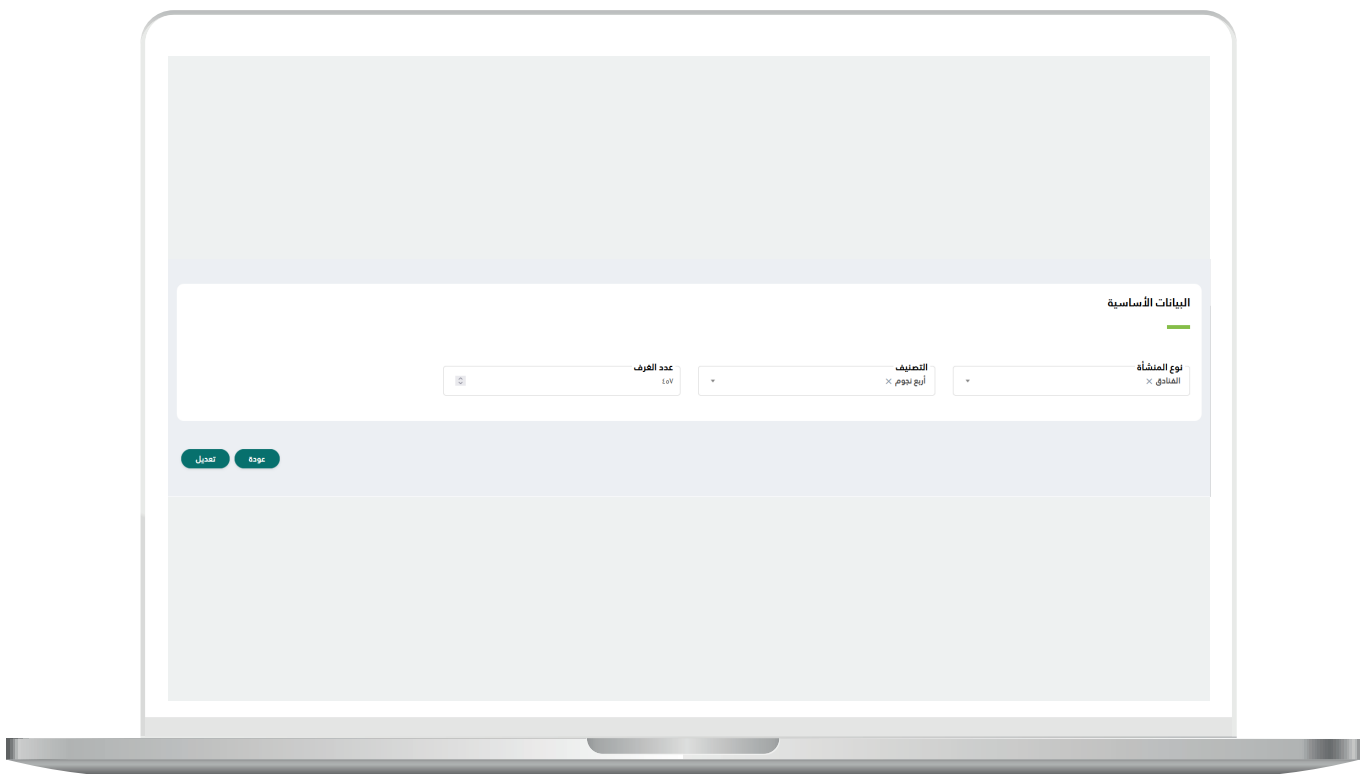 البيانات الأساسية
نوع المنشأة
الفنادق ×
التصنيف
أربع نجوم ×
عدد الغرف
٤٥٧
عودة
تعديل